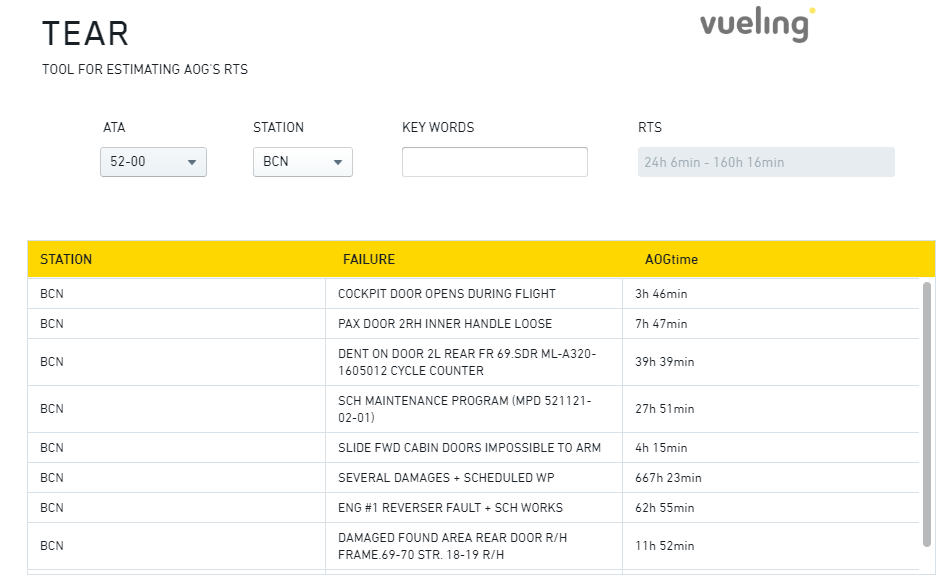 TEAR
vueling
TOOL FOR ESTIMATING AOG'S RTS
ATA STATION KEY WORDS RTS
52-00 BCN 24h 6min - 160h 16min
STATION FAILURE AOGtime
BCN COCKPIT DOOR OPENS DURING FLIGHT 3h 46min
BCN PAX DOOR 2RH INNER HANDLE LOOSE 7h 47min
BCN DENT ON DOOR 2L REAR FR 69.SDR ML-A320- 39h 39min
1605012 CYCLE COUNTER
BCN SCH MAINTENANCE PROGRAM (MPD 521121- 27h 51min
02-01)
BCN SLIDE FWD CABIN DOORS IMPOSSIBLE TO ARM 4h 15min
BCN SEVERAL DAMAGES + SCHEDULED WP 667h 23min
BCN ENG #1 REVERSER FAULT + SCH WORKS 62h 55min
BCN DAMAGED FOUND AREA REAR DOOR R/H 11h 52min
FRAME.69-70 STR. 18-19 R/H